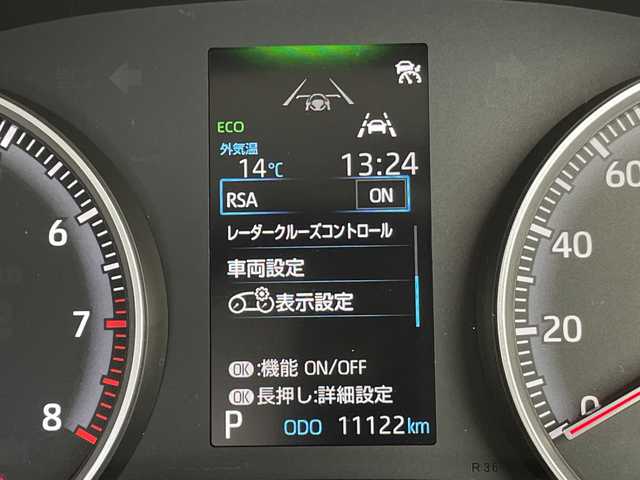 ECO
外気温
14℃ 13:24
RSA ON
レーダークルーズコントロール
車両設定
表示設定
OK:機能 ON/OFF
OK長押し:詳細設定
P ODO 11122km
6
7
8
60
40
20
0
R36